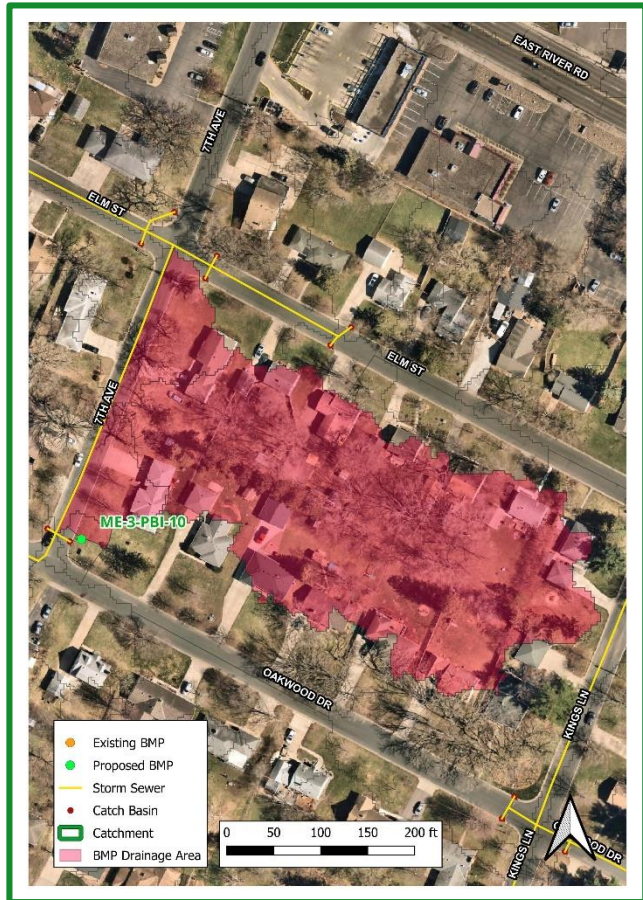 EAST RIVER RD
7TH AVE
ELM ST
ELM ST
7TH AVE
ME-3-PBI-10
OAKWOOD DR
KINGS LN
Existing BMP
Proposed BMP
Storm Sewer
Catch Basin
Catchment
BMP Drainage Area
0 50 100 150 200 ft
KINGS LN